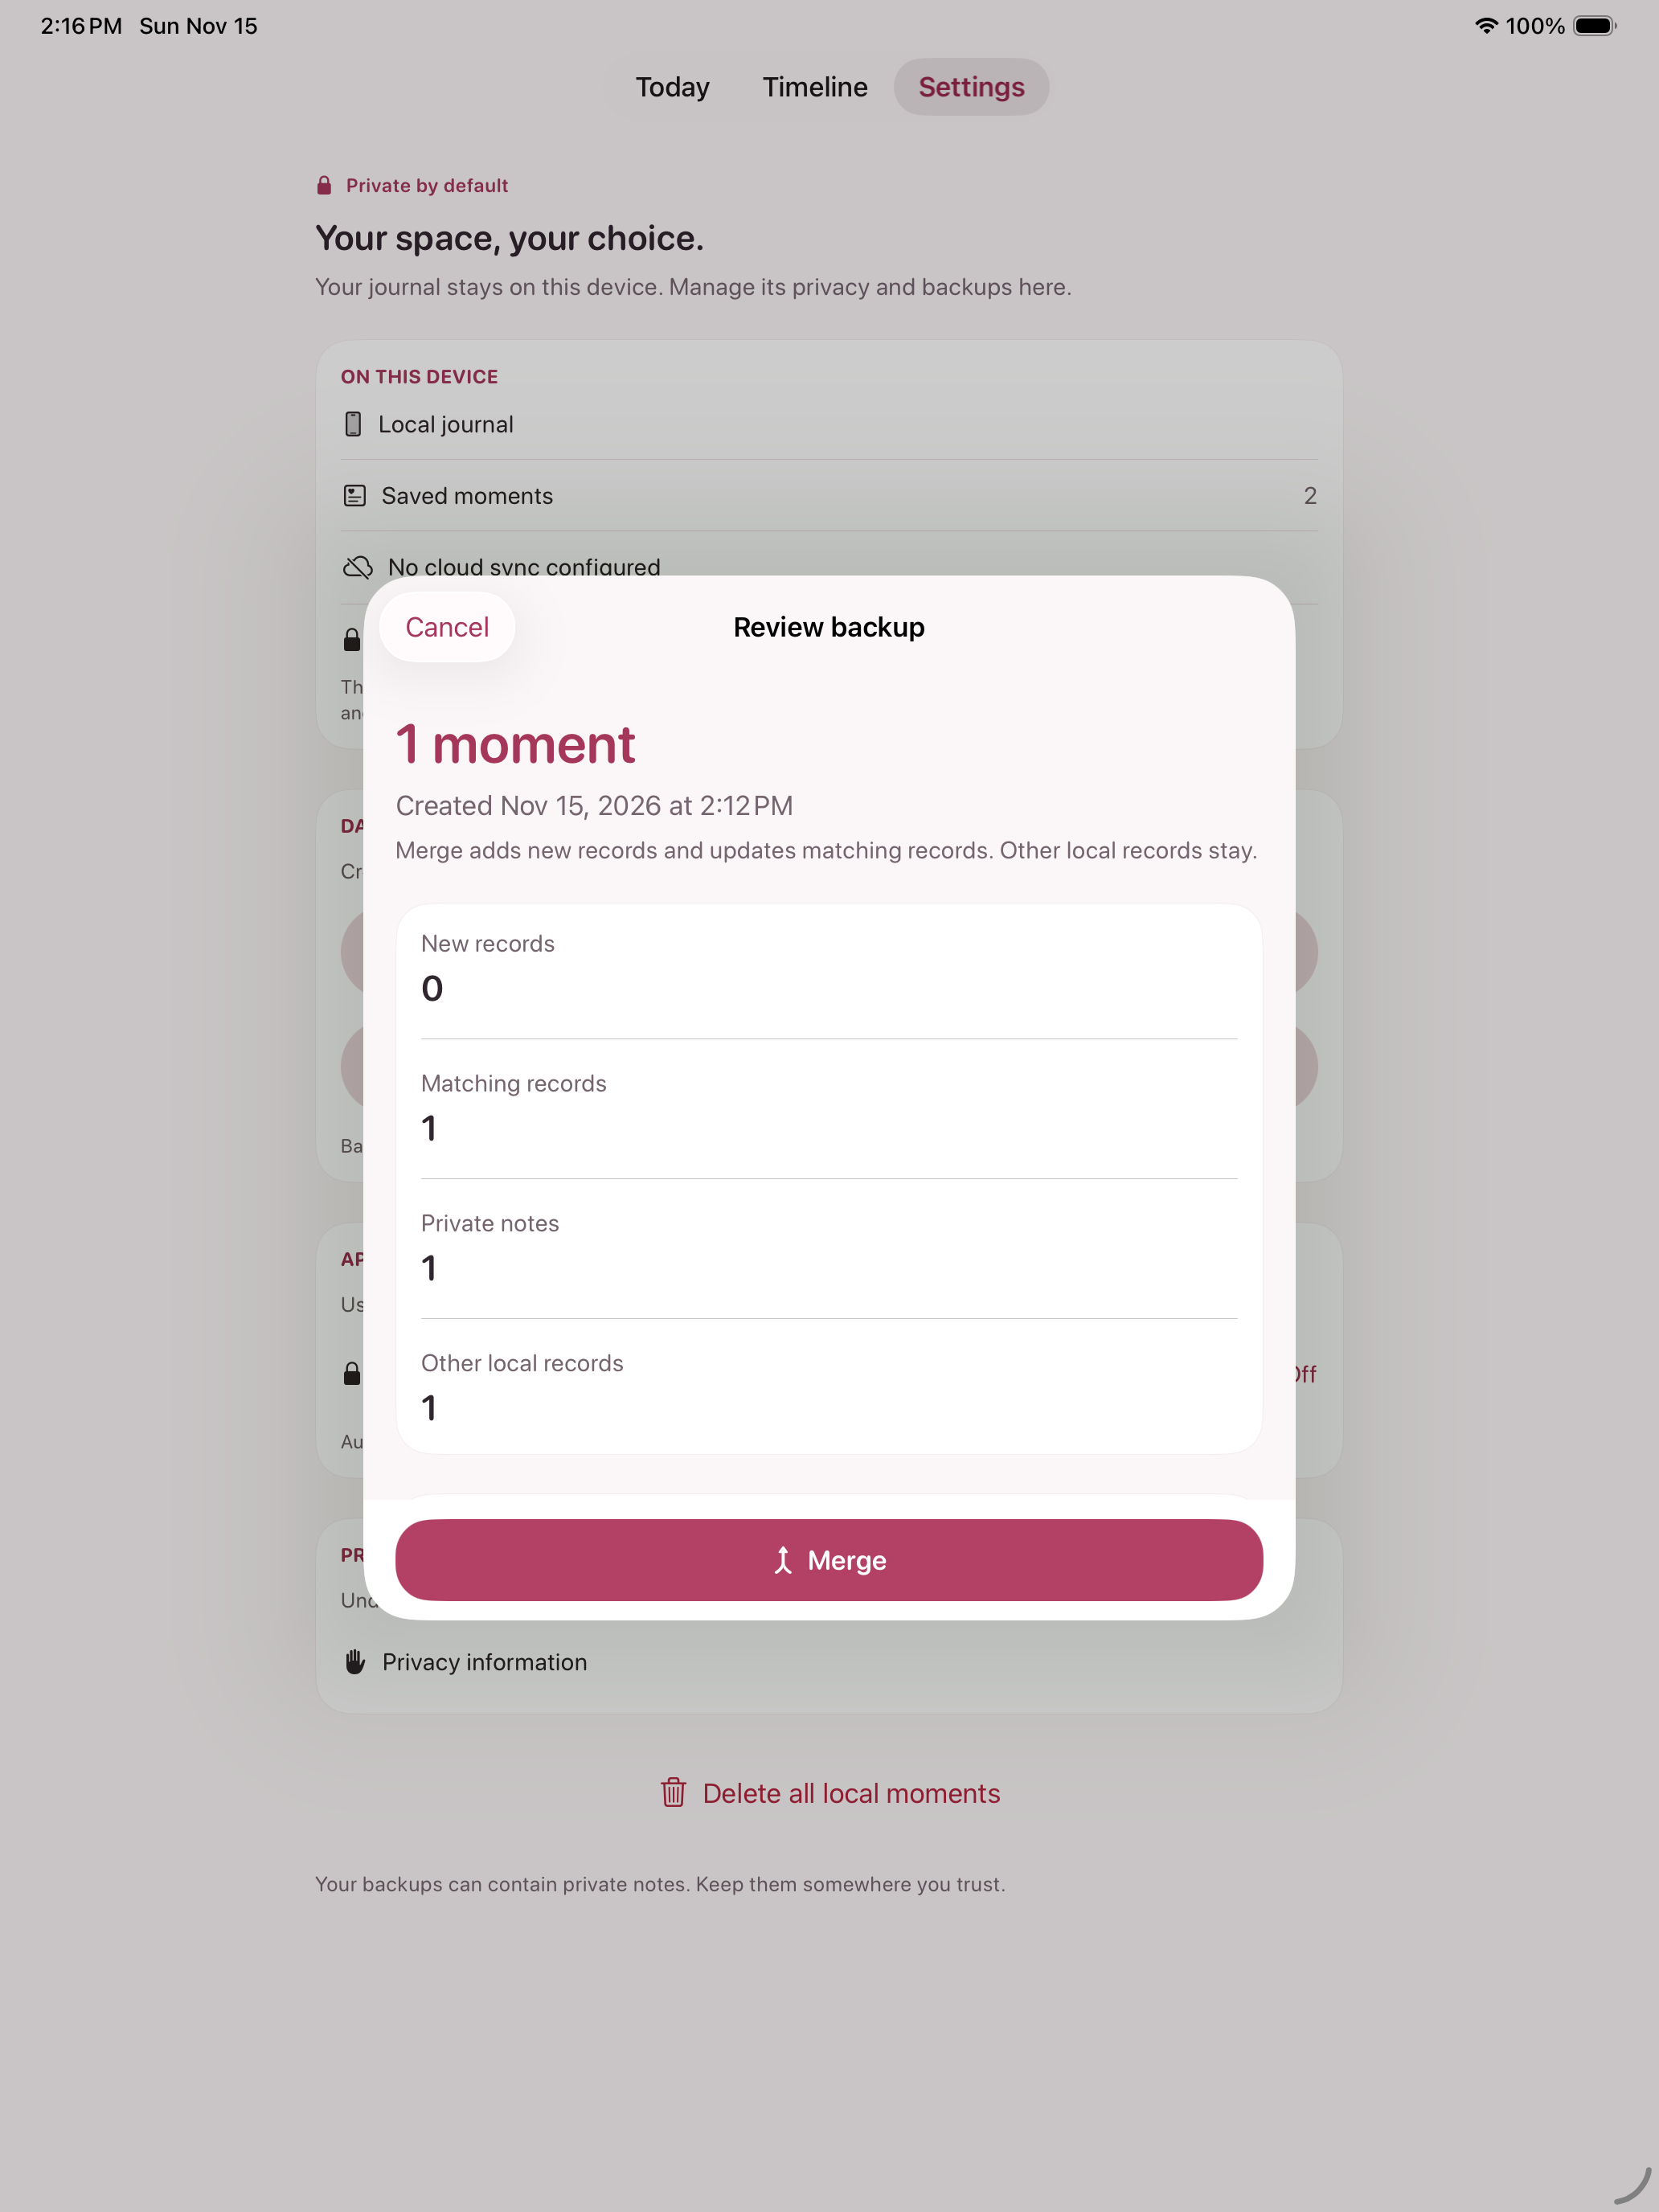 2:16 PM Sun Nov 15
100%
Today
Timeline
Settings
Private by default
Your space, your choice.
Your journal stays on this device. Manage its privacy and backups here.
ON THIS DEVICE
Local journal
Saved moments
2
No cloud sync configured
Cancel
Review backup
1 moment
Created Nov 15, 2026 at 2:12 PM
Merge adds new records and updates matching records. Other local records stay.
New records
0
Matching records
1
Private notes
1
Other local records
1
Merge
Privacy information
Delete all local moments
Your backups can contain private notes. Keep them somewhere you trust.